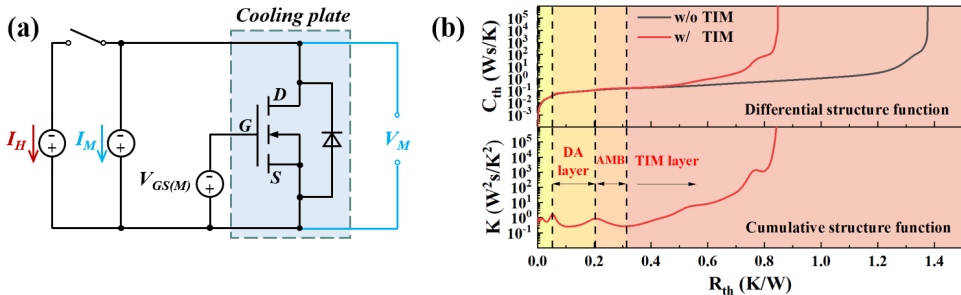 (a)
Cooling plate
D
G
S
I_H
I_M
V_GS(M)
V_M
- + 
- +
- +
(b)
C_th (Ws/K)
10^5
10^4
10^3
10^2
10^1
10^0
10^-1
10^-2
10^-3
w/o TIM
w/ TIM
Differential structure function
K (W^2s/K^2)
10^5
10^4
10^3
10^2
10^1
10^0
10^-1
DA
layer
AMB
TIM layer
Cumulative structure function
0.0 0.2 0.4 0.6 0.8 1.0 1.2 1.4
R_th (K/W)